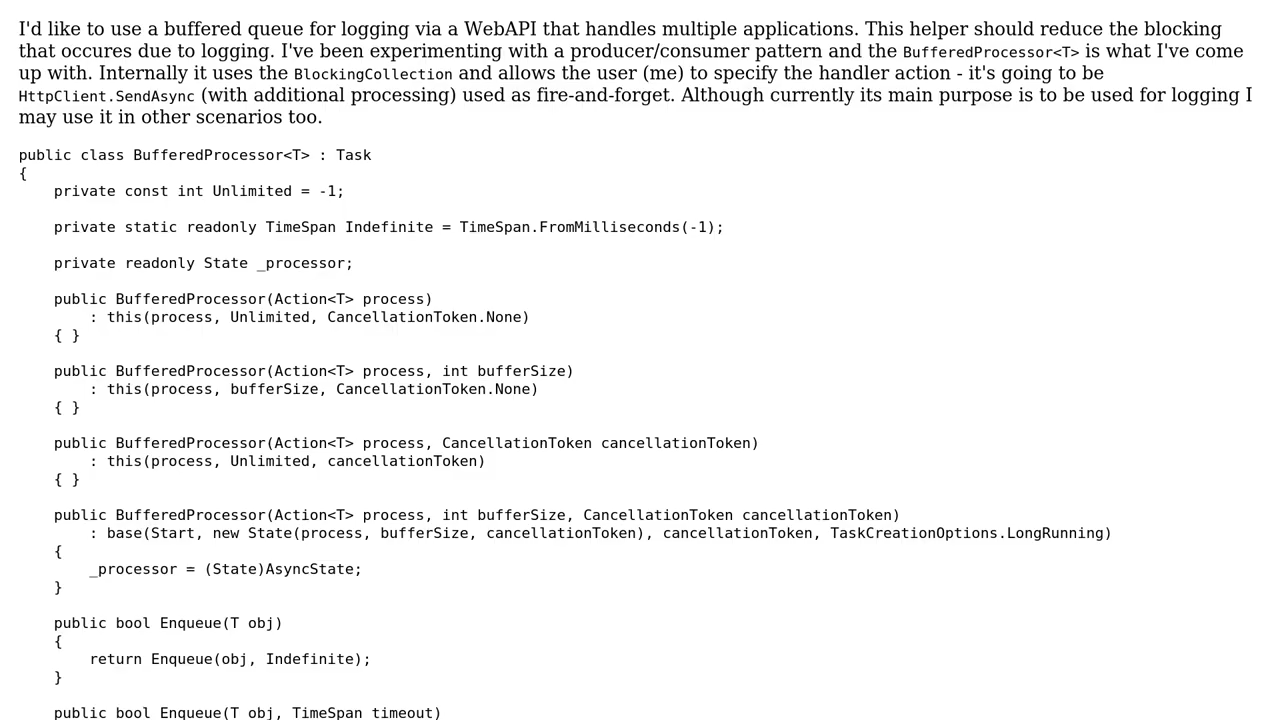 I'd like to use a buffered queue for logging via a WebAPI that handles multiple applications. This helper should reduce the blocking
that occures due to logging. I've been experimenting with a producer/consumer pattern and the BufferedProcessor<T> is what I've come
up with. Internally it uses the BlockingCollection and allows the user (me) to specify the handler action - it's going to be
HttpClient.SendAsync (with additional processing) used as fire-and-forget. Although currently its main purpose is to be used for logging I
may use it in other scenarios too.
public class BufferedProcessor<T> : Task
{
    private const int Unlimited = -1;
    private static readonly TimeSpan Indefinite = TimeSpan.FromMilliseconds(-1);
    private readonly State _processor;
    public BufferedProcessor(Action<T> process)
        : this(process, Unlimited, CancellationToken.None)
    { }
    public BufferedProcessor(Action<T> process, int bufferSize)
        : this(process, bufferSize, CancellationToken.None)
    { }
    public BufferedProcessor(Action<T> process, CancellationToken cancellationToken)
        : this(process, Unlimited, cancellationToken)
    { }
    public BufferedProcessor(Action<T> process, int bufferSize, CancellationToken cancellationToken)
        : base(Start, new State(process, bufferSize, cancellationToken), cancellationToken, TaskCreationOptions.LongRunning)
    {
        _processor = (State)AsyncState;
    }
    public bool Enqueue(T obj)
    {
        return Enqueue(obj, Indefinite);
    }
    public bool Enqueue(T obj, TimeSpan timeout)